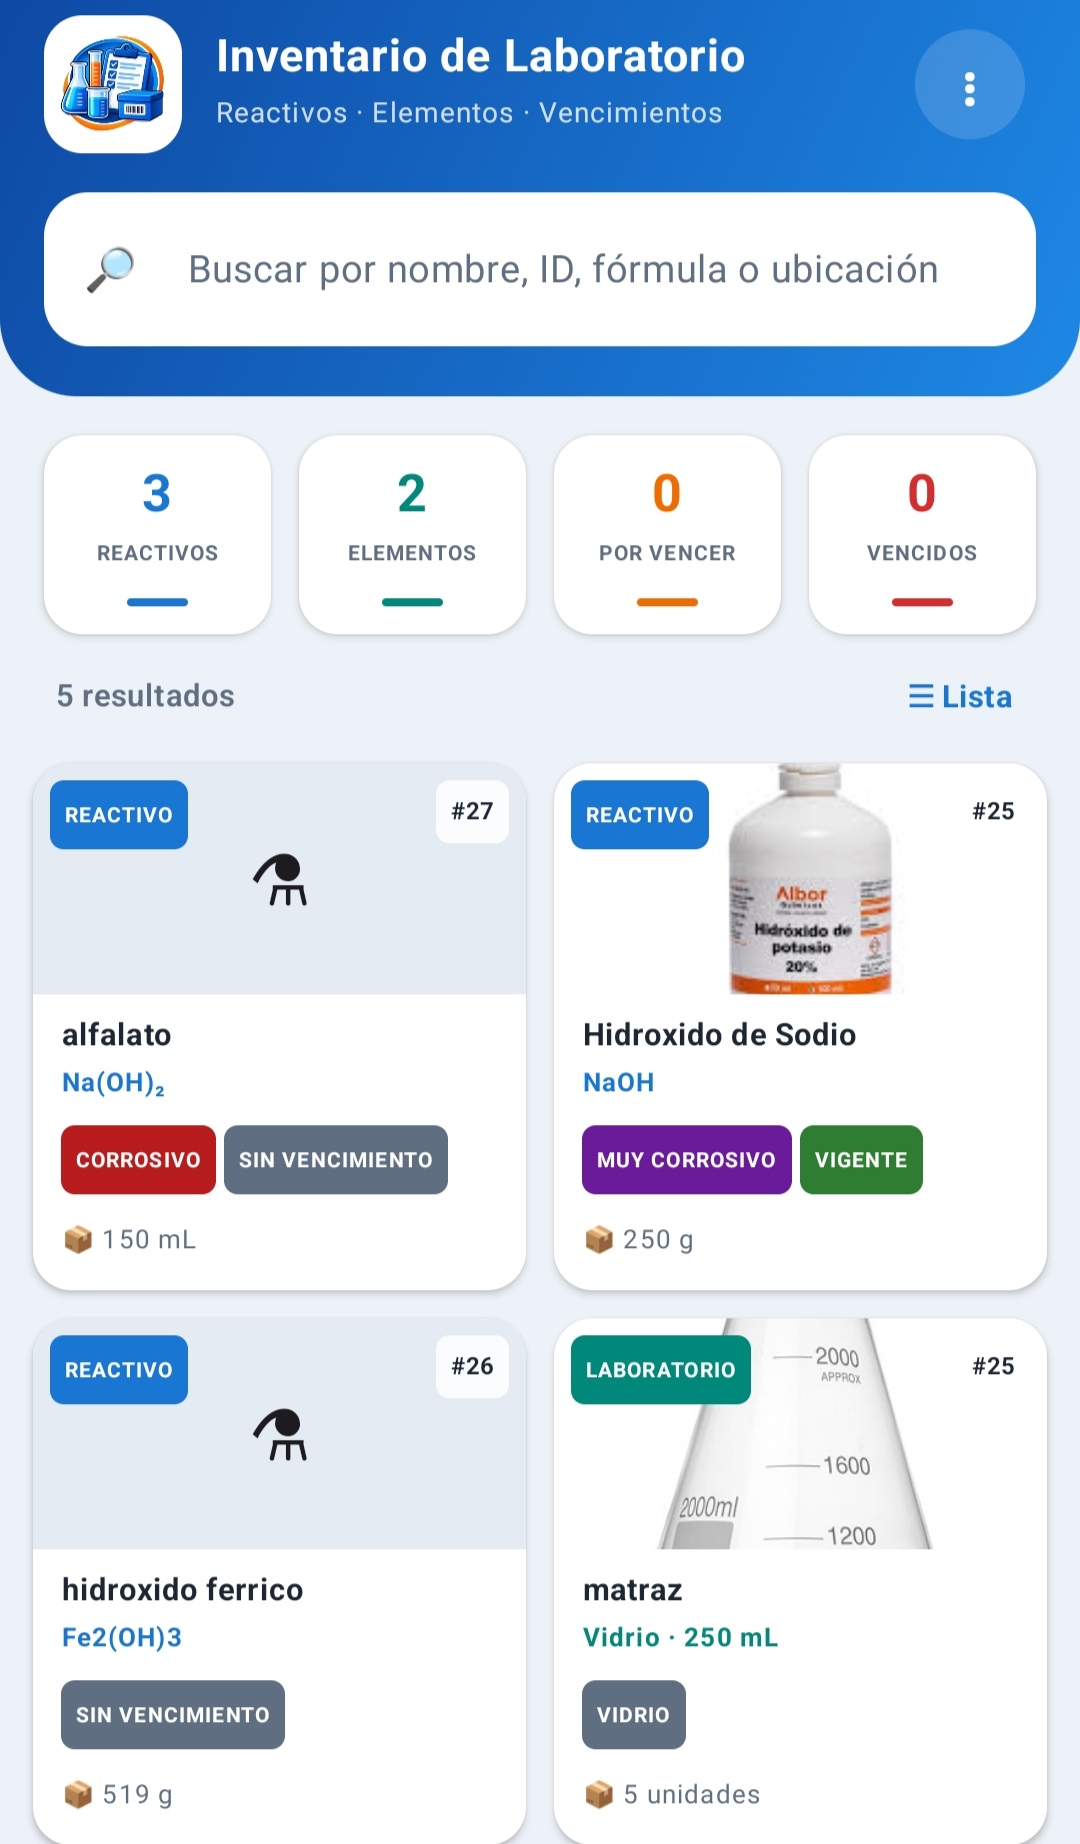 Inventario de Laboratorio
Reactivos · Elementos · Vencimientos
Buscar por nombre, ID, fórmula o ubicación
3
REACTIVOS
2
ELEMENTOS
0
POR VENCER
0
VENCIDOS
5 resultados
☰ Lista
REACTIVO
#27
alfalato
Na(OH)₂
CORROSIVO
SIN VENCIMIENTO
150 mL
REACTIVO
#25
Albor
Hidróxido de
potasio
20%
Hidroxido de Sodio
NaOH
MUY CORROSIVO
VIGENTE
250 g
REACTIVO
#26
hidroxido ferrico
Fe2(OH)3
SIN VENCIMIENTO
519 g
LABORATORIO
#25
2000
APPROX
1600
2000ml
1200
matraz
Vidrio · 250 mL
VIDRIO
5 unidades